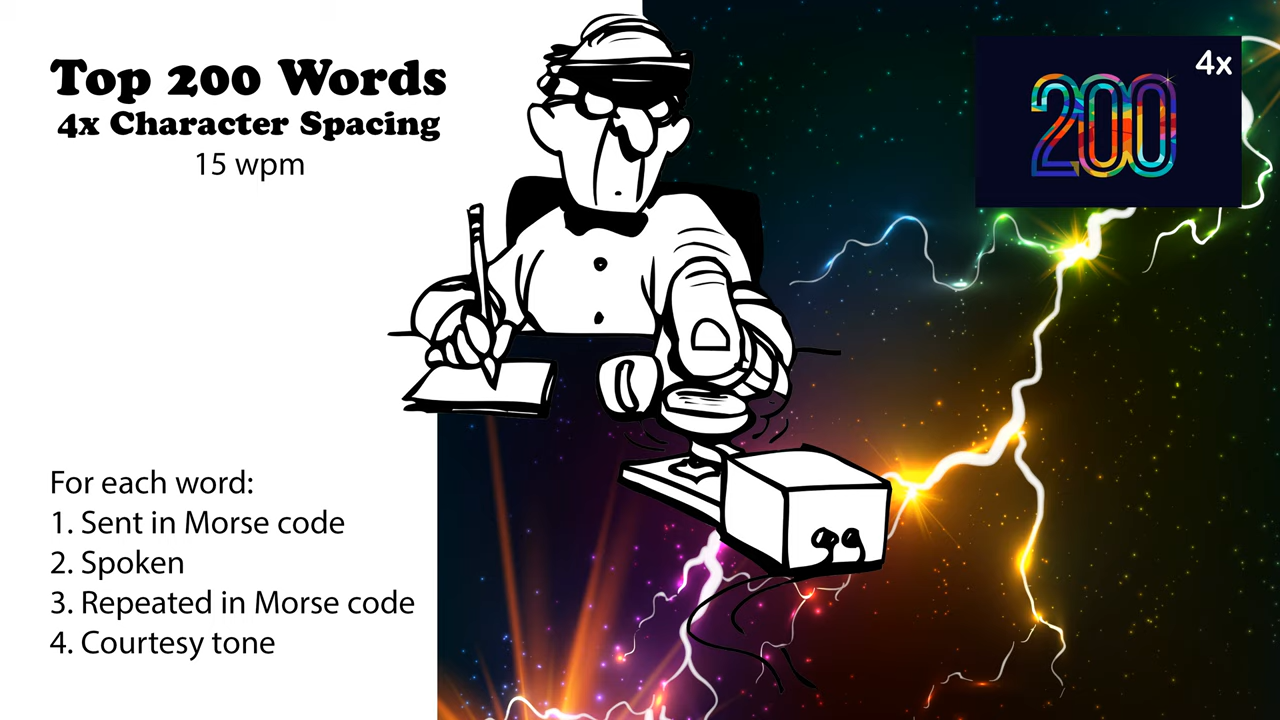 Top 200 Words
4x Character Spacing
15 wpm
4x
200
For each word:
1. Sent in Morse code
2. Spoken
3. Repeated in Morse code
4. Courtesy tone